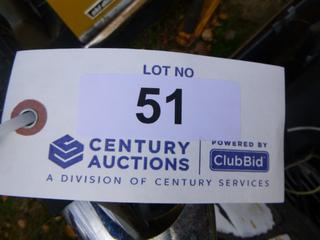 LOT NO
51
CENTURY
AUCTIONS
POWERED BY
ClubBid
A DIVISION OF CENTURY SERVICES